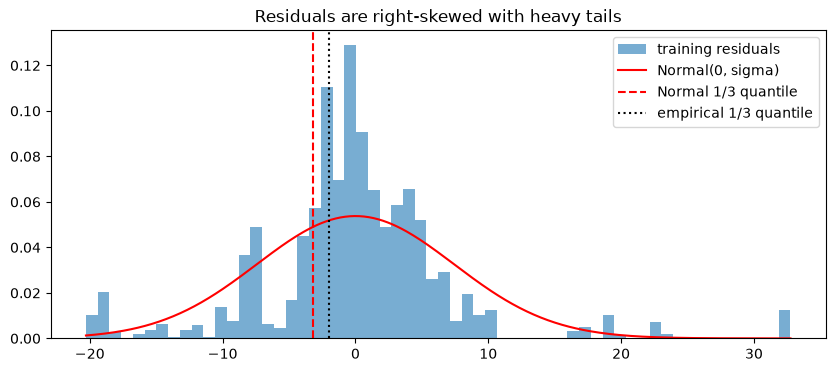 Residuals are right-skewed with heavy tails
training residuals
Normal(0, sigma)
Normal 1/3 quantile
empirical 1/3 quantile
0.12
0.10
0.08
0.06
0.04
0.02
0.00
−20
−10
0
10
20
30